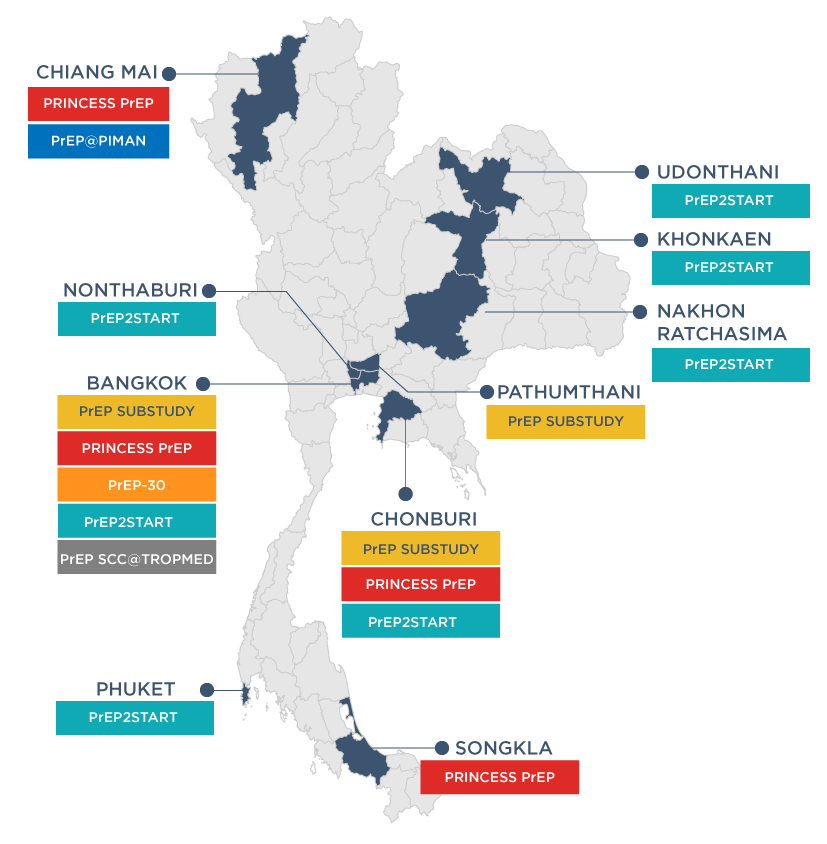 CHIANG MAI
PRINCESS PrEP
PrEP@PIMAN
UDONTHANI
PrEP2START
KHONKAEN
PrEP2START
NAKHON
RATCHASIMA
PrEP2START
NONTHABURI
PrEP2START
BANGKOK
PrEP SUBSTUDY
PRINCESS PrEP
PrEP-30
PrEP2START
PrEP SCC@TROPMED
PATHUMTHANI
PrEP SUBSTUDY
CHONBURI
PrEP SUBSTUDY
PRINCESS PrEP
PrEP2START
PHUKET
PrEP2START
SONGKLA
PRINCESS PrEP